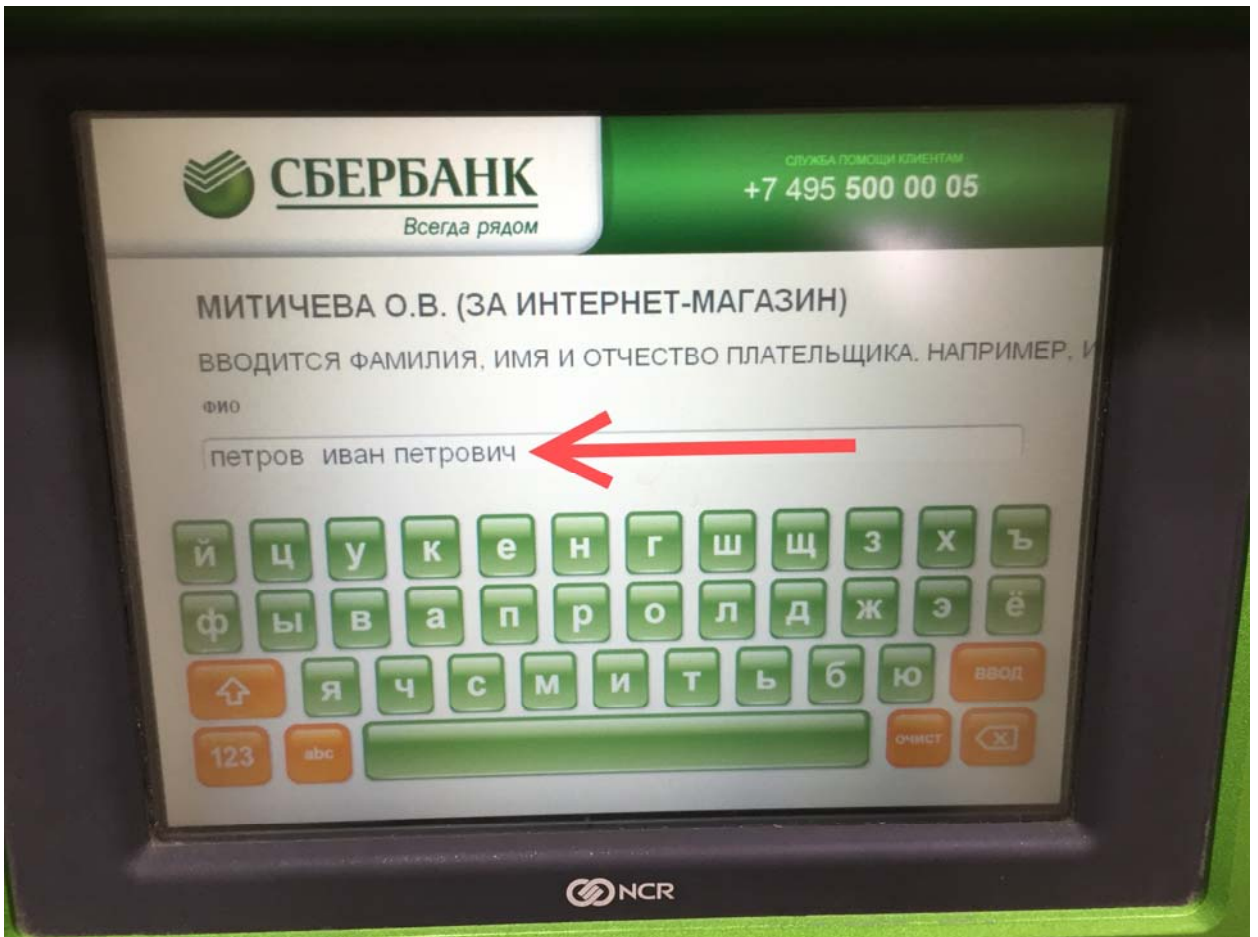 СБЕРБАНК
Всегда рядом
СЛУЖБА ПОМОЩИ КЛИЕНТАМ
+7 495 500 00 05
МИТИЧЕВА О.В. (ЗА ИНТЕРНЕТ-МАГАЗИН)
ВВОДИТСЯ ФАМИЛИЯ, ИМЯ И ОТЧЕСТВО ПЛАТЕЛЬЩИКА. НАПРИМЕР, И
ФИО
петров иван петрович
й ц у к е н г ш щ з х ъ
ф ы в а п р о л д ж э ё
я ч с м и т ь б ю ввод
123 abc очист
NCR